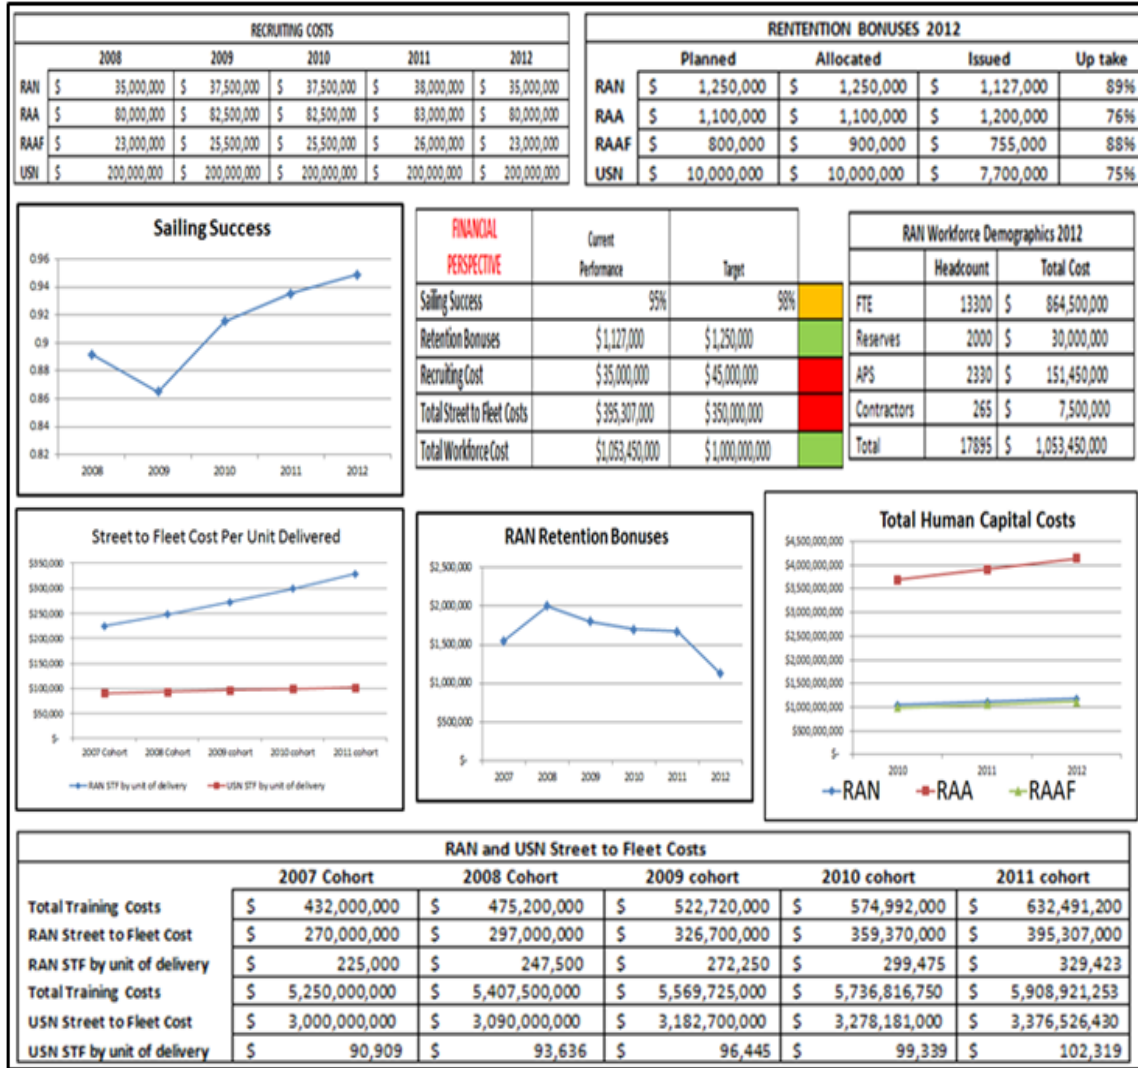 RECRUITING COSTS
2008 2009 2010 2011 2012
RAN $ 35,000,000 $ 37,500,000 $ 37,500,000 $ 38,000,000 $ 35,000,000
RAA $ 80,000,000 $ 82,500,000 $ 82,500,000 $ 83,000,000 $ 80,000,000
RAAF $ 23,000,000 $ 25,500,000 $ 25,500,000 $ 26,000,000 $ 23,000,000
USN $ 200,000,000 $ 200,000,000 $ 200,000,000 $ 200,000,000 $ 200,000,000
RENTENTION BONUSES 2012
Planned Allocated Issued Up take
RAN $ 1,250,000 $ 1,250,000 $ 1,127,000 89%
RAA $ 1,100,000 $ 1,100,000 $ 1,200,000 76%
RAAF $ 800,000 $ 900,000 $ 755,000 88%
USN $ 10,000,000 $ 10,000,000 $ 7,700,000 75%
Sailing Success
0.96
0.94
0.92
0.9
0.88
0.86
0.84
0.82
2008 2009 2010 2011 2012
FINANCIAL
PERSPECTIVE
Current
Performance
Target
Sailing Success 95% 98%
Retention Bonuses $1,127,000 $1,250,000
Recruiting Cost $35,000,000 $45,000,000
Total Street to Fleet Costs $395,307,000 $350,000,000
Total Workforce Cost $1,053,450,000 $1,000,000,000
RAN Workforce Demographics 2012
Headcount Total Cost
FTE 13300 $ 864,500,000
Reserves 2000 $ 30,000,000
APS 2330 $ 151,450,000
Contractors 265 $ 7,500,000
Total 17895 $ 1,053,450,000
Street to Fleet Cost Per Unit Delivered
$350,000
$300,000
$250,000
$200,000
$150,000
$100,000
$50,000
$-
2007 Cohort 2008 Cohort 2009 cohort 2010 cohort 2011 cohort
RAN STF by unit of delivery USN STF by unit of delivery
RAN Retention Bonuses
$2,500,000
$2,000,000
$1,500,000
$1,000,000
$500,000
$-
2007 2008 2009 2010 2011 2012
Total Human Capital Costs
$4,500,000,000
$4,000,000,000
$3,500,000,000
$3,000,000,000
$2,500,000,000
$2,000,000,000
$1,500,000,000
$1,000,000,000
$500,000,000
$-
2010 2011 2012
RAN RAA RAAF
RAN and USN Street to Fleet Costs
2007 Cohort 2008 Cohort 2009 cohort 2010 cohort 2011 cohort
Total Training Costs $ 432,000,000 $ 475,200,000 $ 522,720,000 $ 574,992,000 $ 632,491,200
RAN Street to Fleet Cost $ 270,000,000 $ 297,000,000 $ 326,700,000 $ 359,370,000 $ 395,307,000
RAN STF by unit of delivery $ 225,000 $ 247,500 $ 272,250 $ 299,475 $ 329,423
Total Training Costs $ 5,250,000,000 $ 5,407,500,000 $ 5,569,725,000 $ 5,736,816,750 $ 5,908,921,253
USN Street to Fleet Cost $ 3,000,000,000 $ 3,090,000,000 $ 3,182,700,000 $ 3,278,181,000 $ 3,376,526,430
USN STF by unit of delivery $ 90,909 $ 93,636 $ 96,445 $ 99,339 $ 102,319